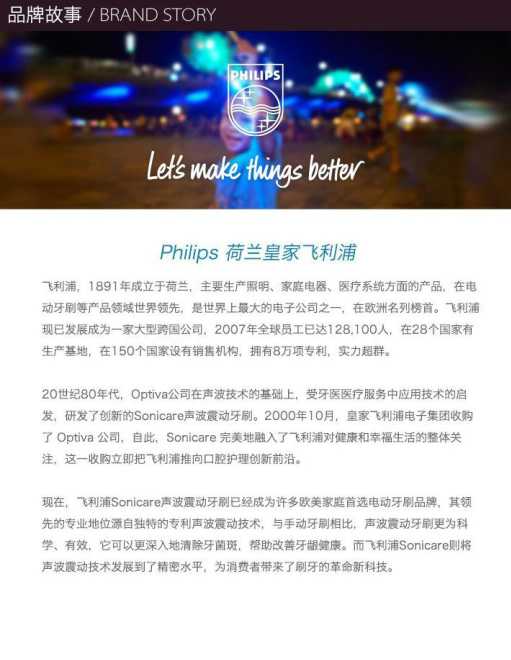 品牌故事 / BRAND STORY
PHILIPS
Let's make things better
Philips 荷兰皇家飞利浦
飞利浦，1891年成立于荷兰，主要生产照明、家庭电器、医疗系统方面的产品，在电
动牙刷等产品领域世界领先，是世界上最大的电子公司之一，在欧洲名列榜首。飞利浦
现已发展成为一家大型跨国公司，2007年全球员工已达128,100人，在28个国家有
生产基地，在150个国家设有销售机构，拥有8万项专利，实力超群。
20世纪80年代，Optiva公司在声波技术的基础上，受牙医医疗服务中应用技术的启
发，研发了创新的Sonicare声波震动牙刷。2000年10月，皇家飞利浦电子集团收购
了 Optiva 公司，自此，Sonicare 完美地融入了飞利浦对健康和幸福生活的整体关
注，这一收购立即把飞利浦推向口腔护理创新前沿。
现在，飞利浦Sonicare声波震动牙刷已经成为许多欧美家庭首选电动牙刷品牌，其领
先的专业地位源自独特的专利声波震动技术，与手动牙刷相比，声波震动牙刷更为科
学、有效，它可以更深入地清除牙菌斑，帮助改善牙龈健康。而飞利浦Sonicare则将
声波震动技术发展到了精密水平，为消费者带来了刷牙的革命新科技。